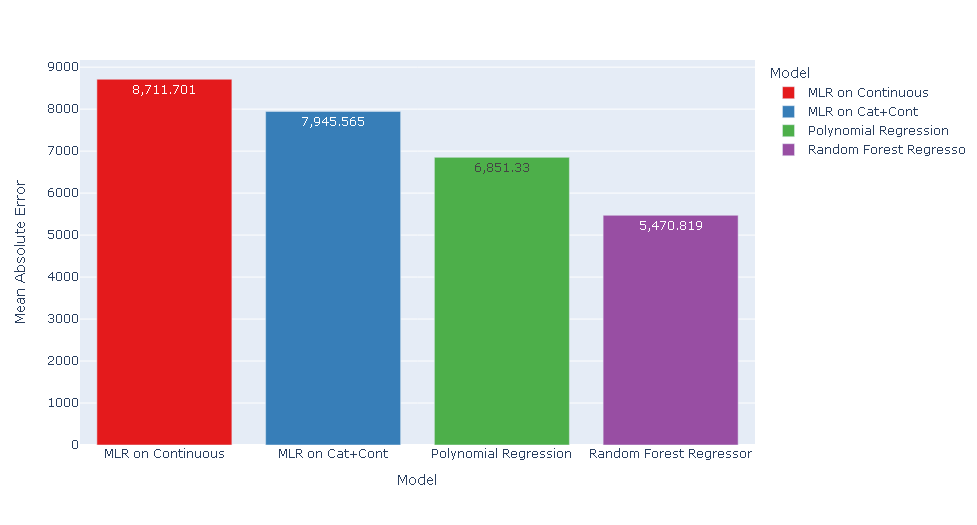 Mean Absolute Error
9000
8000
7000
6000
5000
4000
3000
2000
1000
0
8,711.701
7,945.565
6,851.33
5,470.819
MLR on Continuous
MLR on Cat+Cont
Polynomial Regression
Random Forest Regressor
Model
Model
MLR on Continuous
MLR on Cat+Cont
Polynomial Regression
Random Forest Regresso